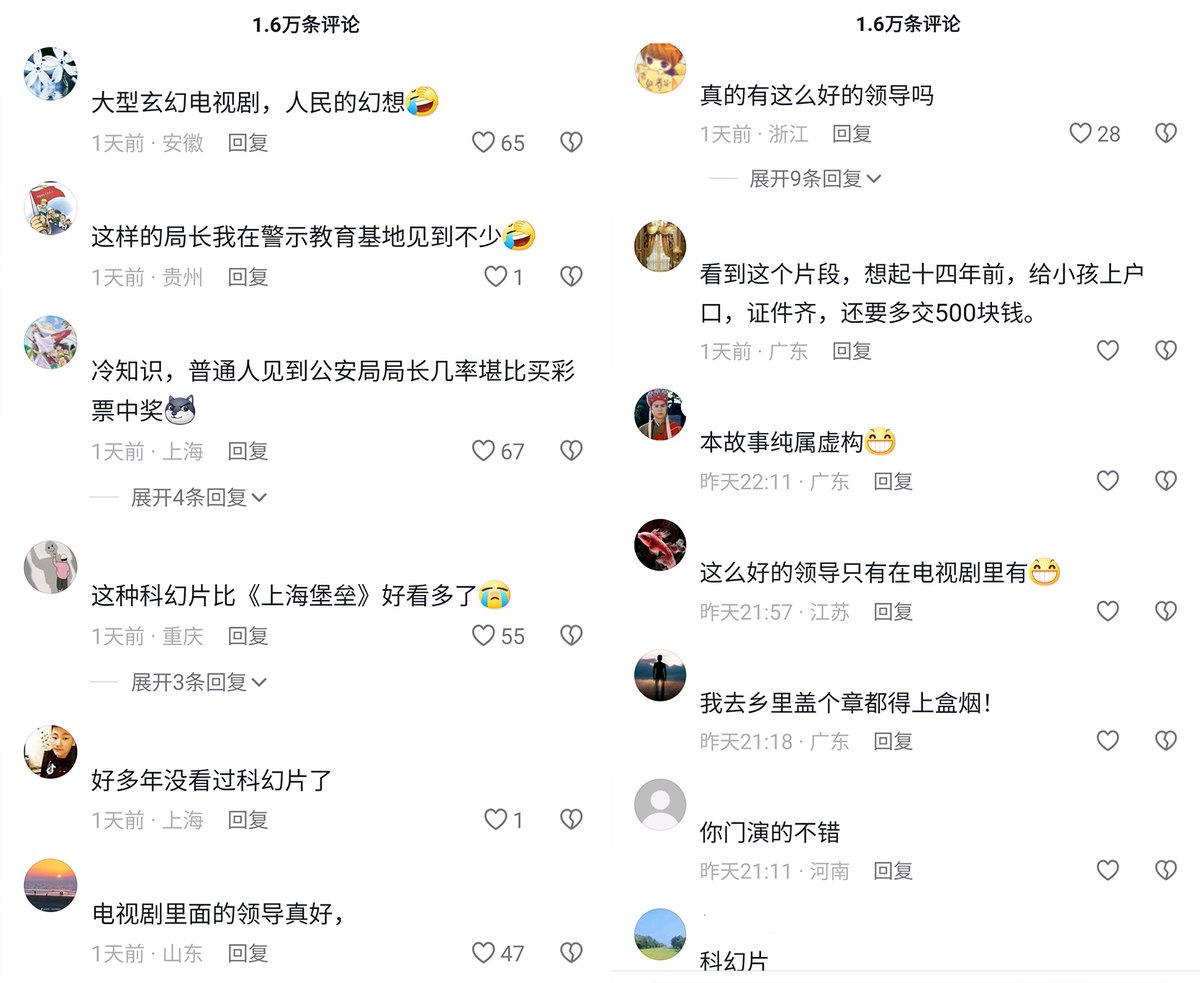 1.6万条评论
大型玄幻电视剧，人民的幻想🤣
1天前 · 安徽 回复 65
这样的局长我在警示教育基地见到不少🤣
1天前 · 贵州 回复 1
冷知识，普通人见到公安局局长几率堪比买彩
票中奖
1天前 · 上海 回复 67
展开4条回复
这种科幻片比《上海堡垒》好看多了😭
1天前 · 重庆 回复 55
展开3条回复
好多年没看过科幻片了
1天前 · 上海 回复 1
电视剧里面的领导真好，
1天前 · 山东 回复 47
1.6万条评论
真的有这么好的领导吗
1天前 · 浙江 回复 28
展开9条回复
看到这个片段，想起十四年前，给小孩上户
口，证件齐，还要多交500块钱。
1天前 · 广东 回复
本故事纯属虚构😁
昨天22:11 · 广东 回复
这么好的领导只有在电视剧里有😁
昨天21:57 · 江苏 回复
我去乡里盖个章都得上盒烟！
昨天21:18 · 广东 回复
你门演的不错
昨天21:11 · 河南 回复
科幻片